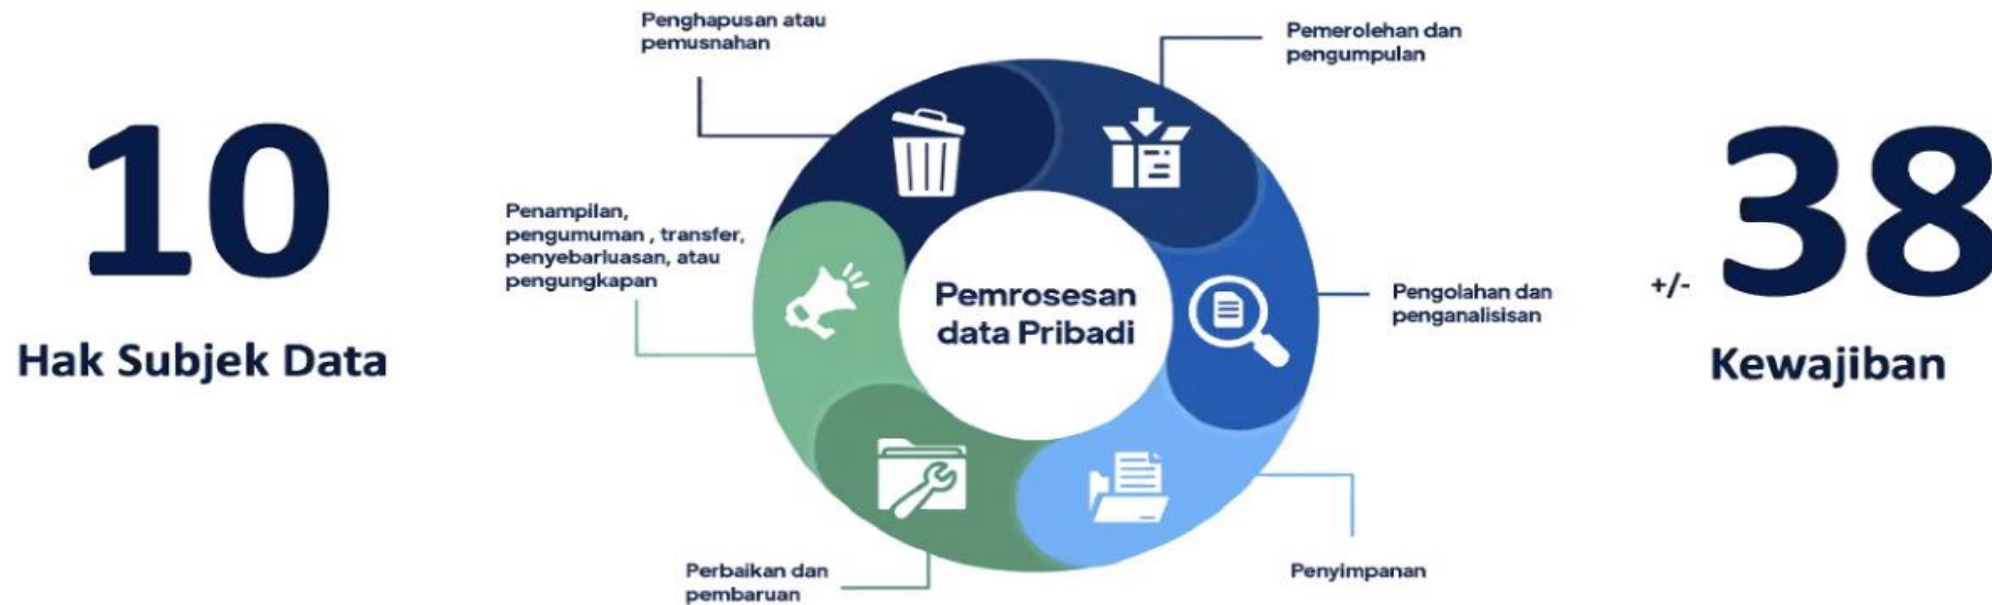 10
Hak Subjek Data
Penghapusan atau
pemusnahan
Pemerolehan dan
pengumpulan
Penampilan,
pengumuman , transfer,
penyebarluasan, atau
pengungkapan
Pemrosesan
data Pribadi
Pengolahan dan
penganalisisan
Perbaikan dan
pembaruan
Penyimpanan
+/- 38
Kewajiban